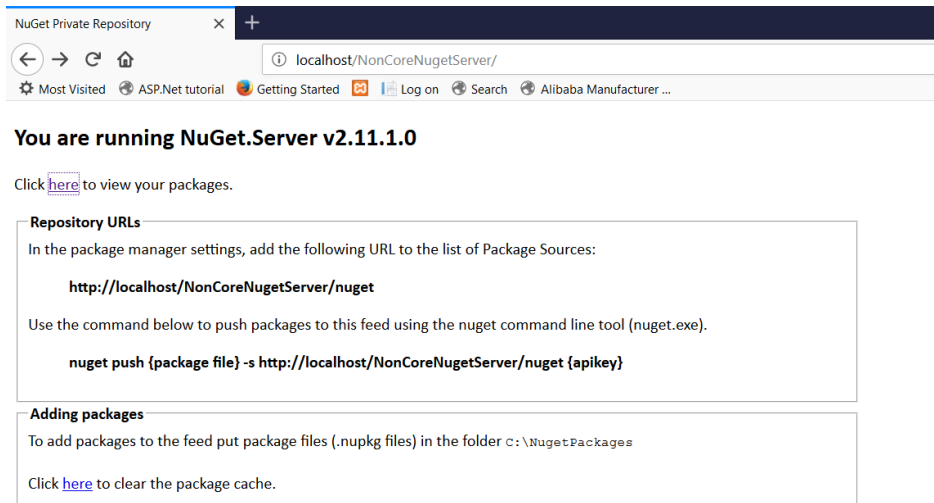 NuGet Private Repository
localhost/NonCoreNugetServer/
Most Visited ASP.Net tutorial Getting Started Log on Search Alibaba Manufacturer ...
You are running NuGet.Server v2.11.1.0
Click here to view your packages.
Repository URLs
In the package manager settings, add the following URL to the list of Package Sources:
http://localhost/NonCoreNugetServer/nuget
Use the command below to push packages to this feed using the nuget command line tool (nuget.exe).
nuget push {package file} -s http://localhost/NonCoreNugetServer/nuget {apikey}
Adding packages
To add packages to the feed put package files (.nupkg files) in the folder C:\NugetPackages
Click here to clear the package cache.